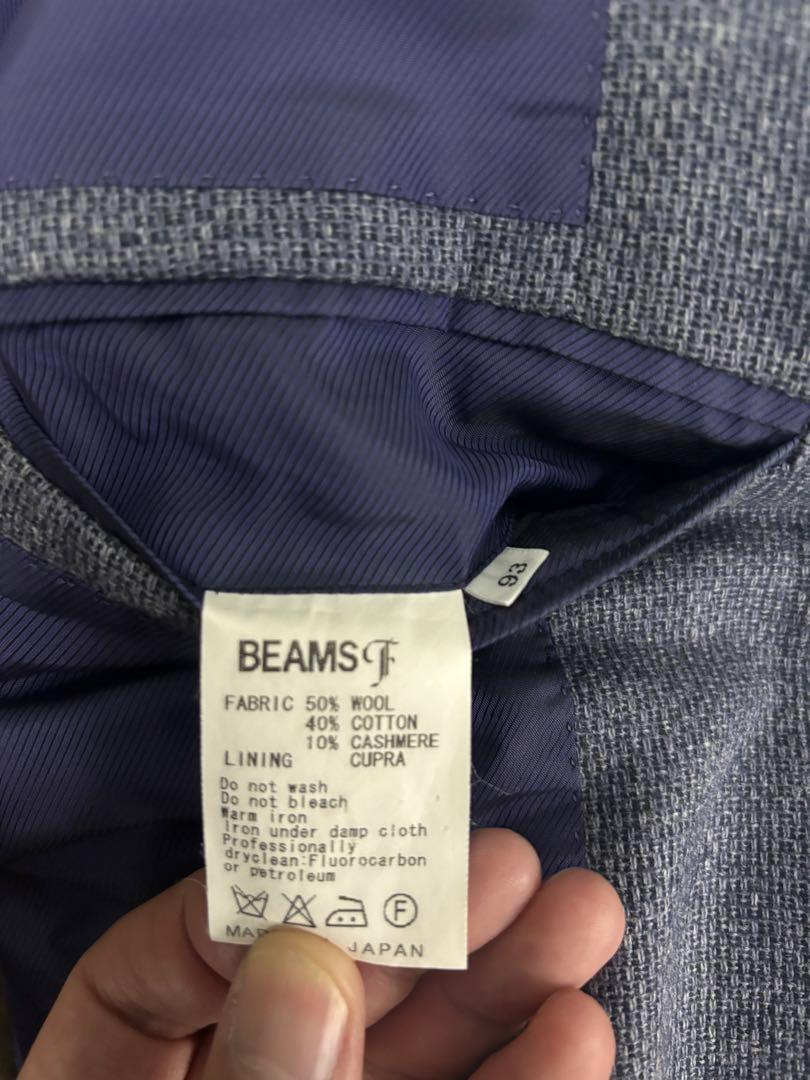 93
BEAMS F
FABRIC 50% WOOL
40% COTTON
10% CASHMERE
LINING CUPRA
Do not wash
Do not bleach
Warm iron
Iron under damp cloth
Professionally
dryclean:Fluorocarbon
or petroleum
F
JAPAN